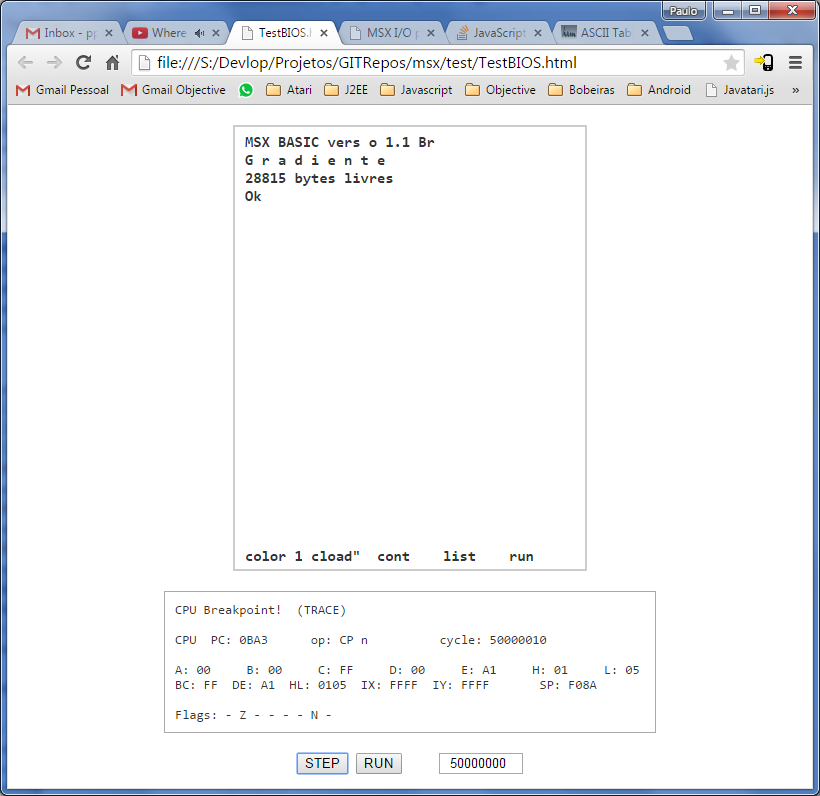 Paulo
Inbox - pp
Where
TestBIOS.h
MSX I/O p
JavaScript
ASCII Tab
file:///S:/Devlop/Projetos/GITRepos/msx/test/TestBIOS.html
Gmail Pessoal Gmail Objective Atari J2EE Javascript Objective Bobeiras Android Javatari.js »
MSX BASIC vers o 1.1 Br
G r a d i e n t e
28815 bytes livres
Ok
color 1 cload" cont list run
CPU Breakpoint! (TRACE)
CPU PC: 0BA3 op: CP n cycle: 50000010
A: 00 B: 00 C: FF D: 00 E: A1 H: 01 L: 05
BC: FF DE: A1 HL: 0105 IX: FFFF IY: FFFF SP: F08A
Flags: - Z - - - - N -
STEP RUN 50000000